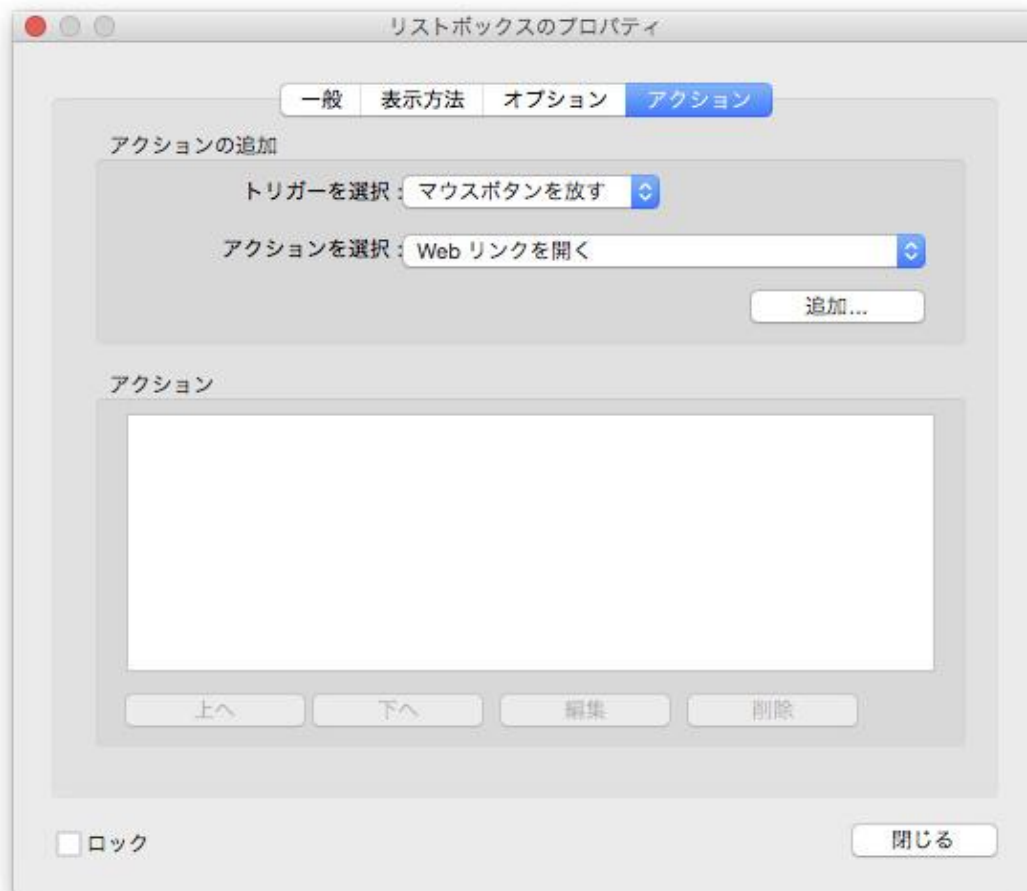 リストボックスのプロパティ
一般 表示方法 オプション アクション
アクションの追加
トリガーを選択 : マウスボタンを放す
アクションを選択 : Web リンクを開く
追加...
アクション
上へ 下へ 編集 削除
ロック 閉じる